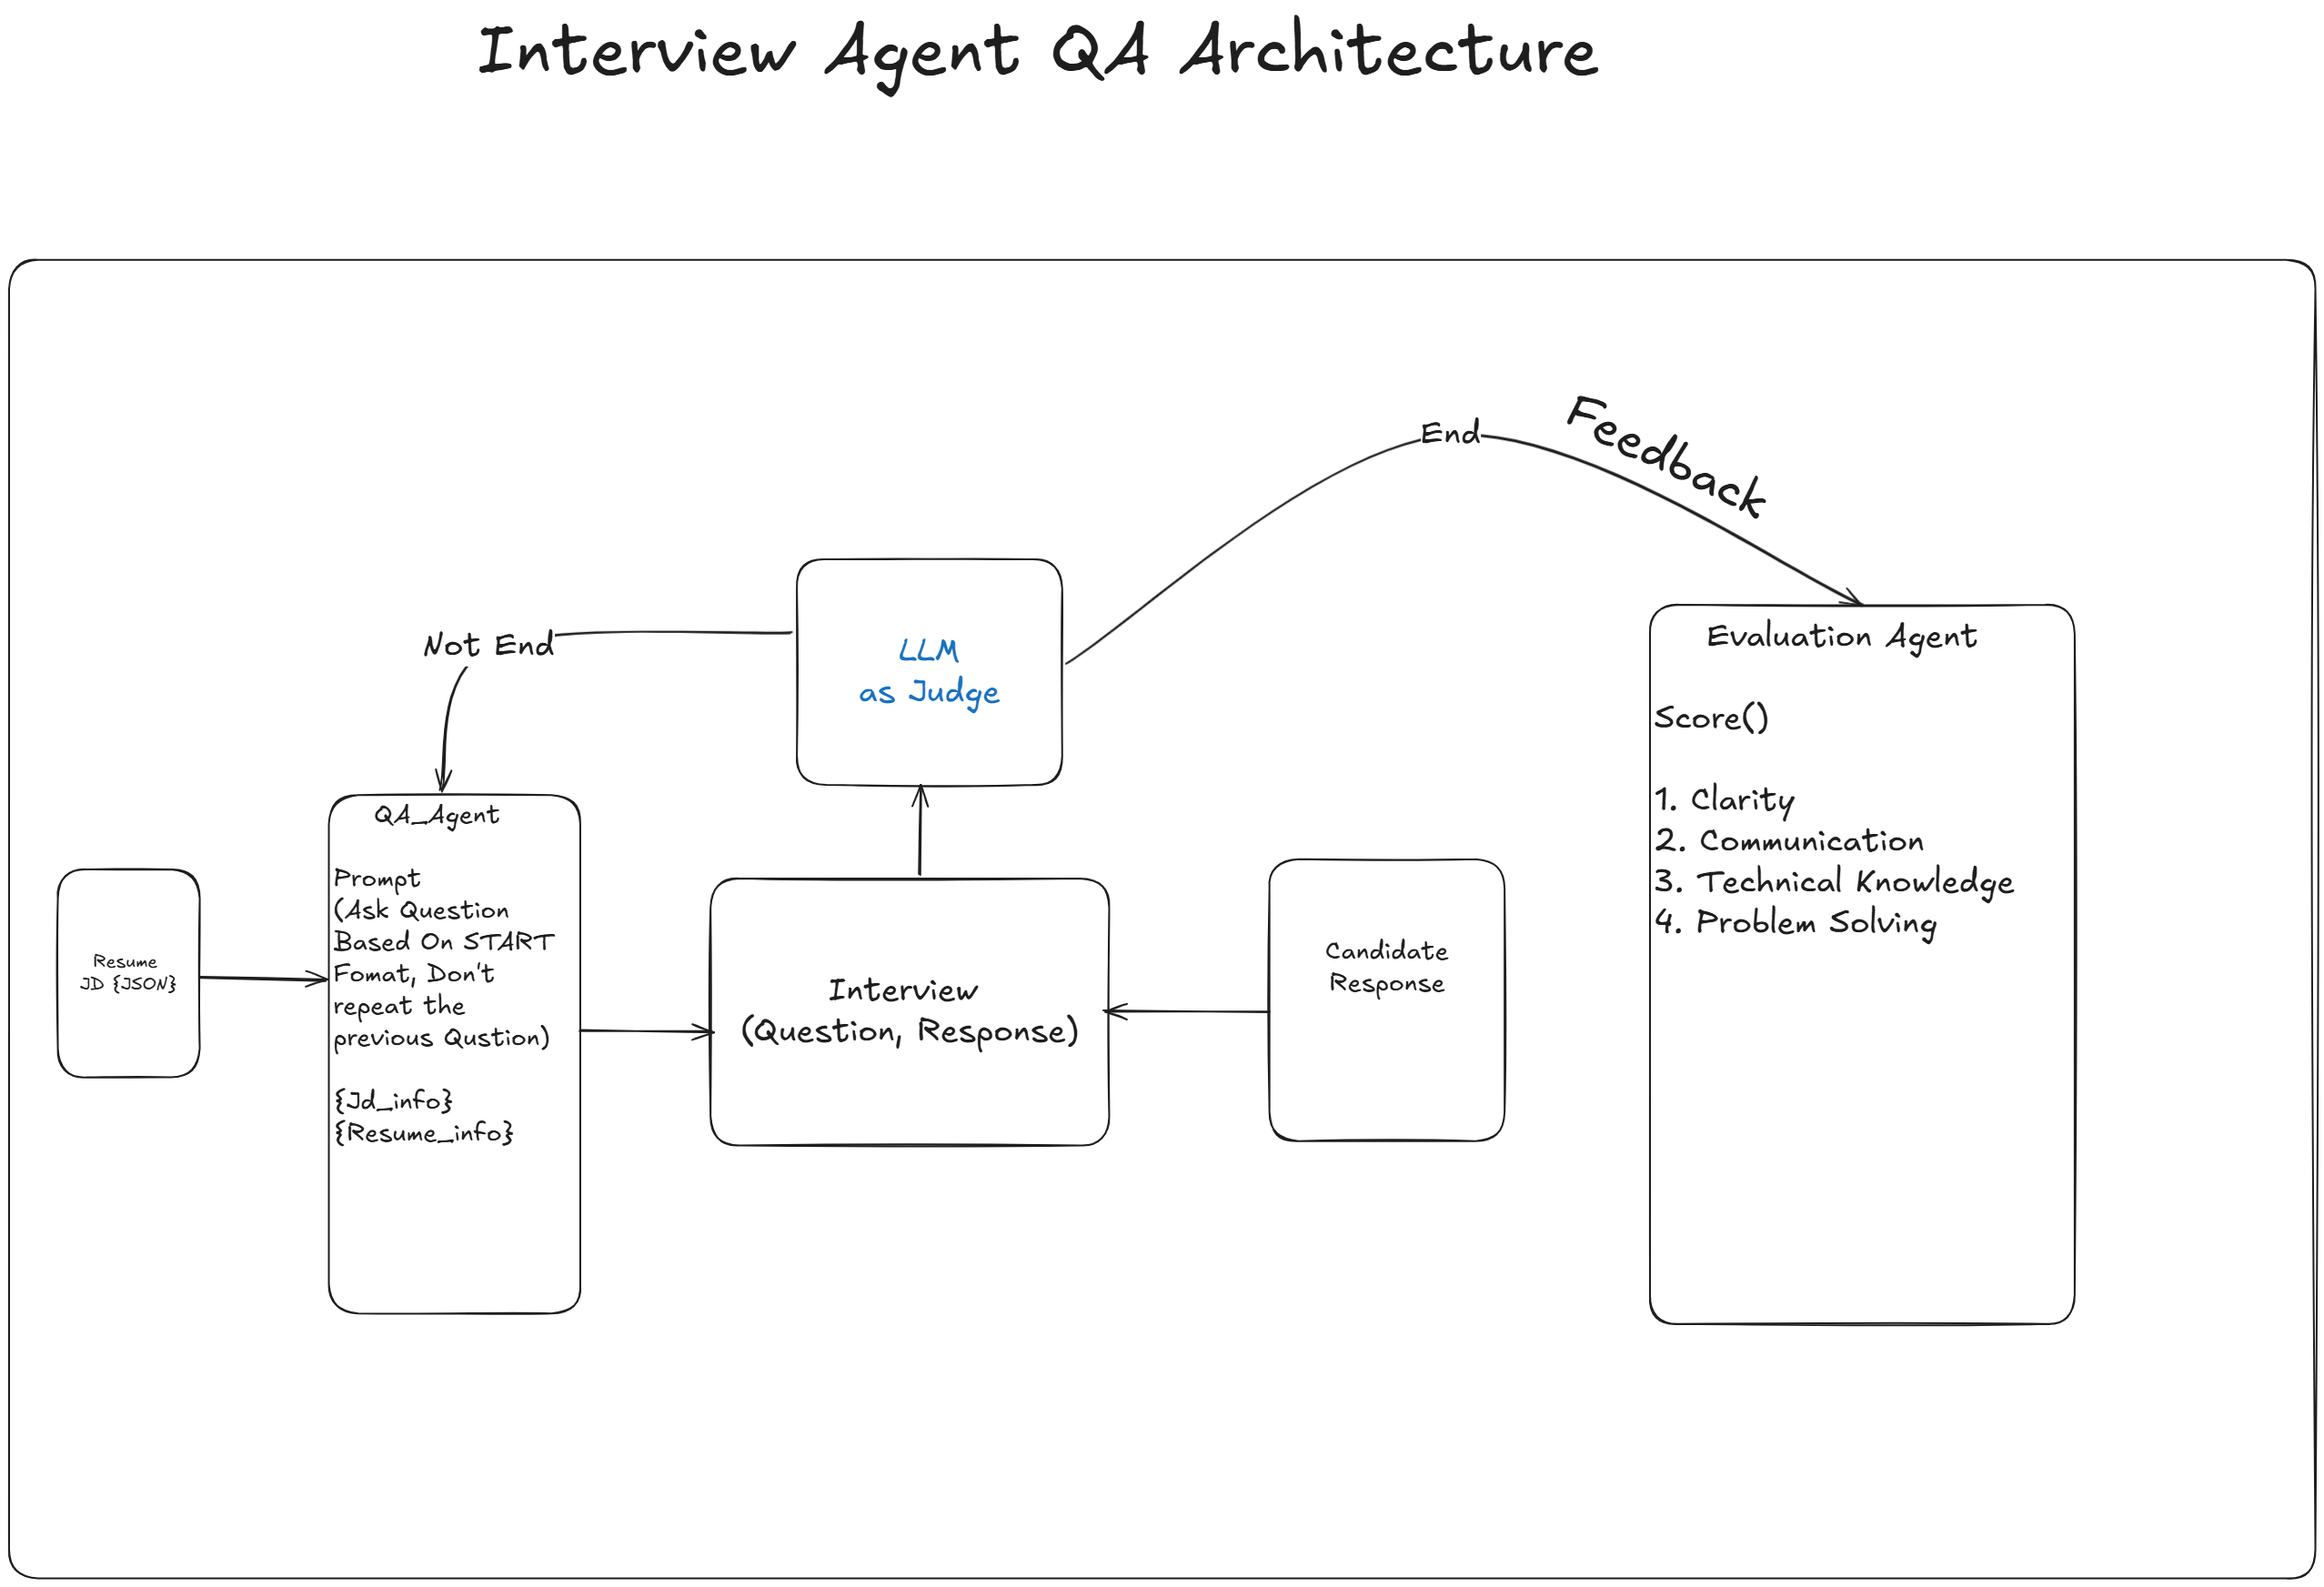 Interview Agent QA Architecture
End
Feedback
Not End
LLM
as Judge
QA_Agent
Prompt
(Ask Question
Based On START
Fomat, Don't
repeat the
previous Qustion)
{Jd_info}
{Resume_info}
Resume
JD {JSON}
Interview
(Question, Response)
Candidate
Response
Evaluation Agent
Score()
1. Clarity
2. Communication
3. Technical Knowledge
4. Problem Solving